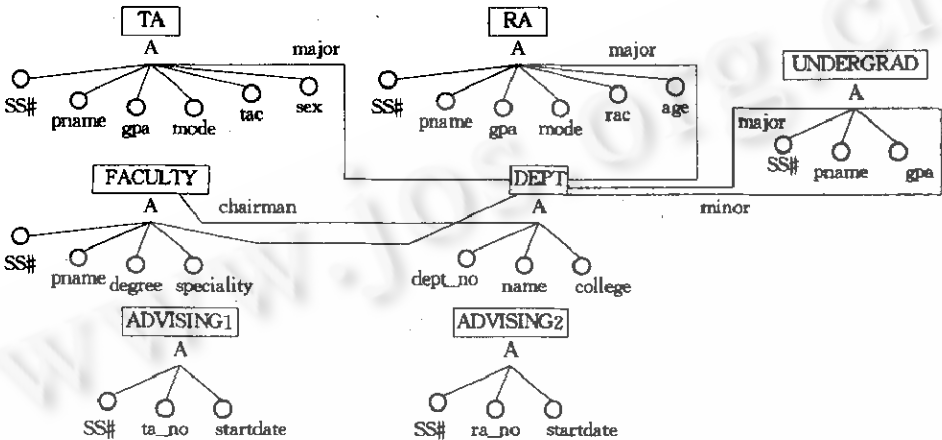 TA
RA
A
major
A
major
UNDERGRAD
A
SS#
pname
gpa
mode
tac
sex
SS#
pname
gpa
mode
rac
age
major
SS#
pname
gpa
FACULTY
DEPT
A
chairman
A
minor
SS#
pname
degree
speciality
dept_no
name
college
ADVISING1
ADVISING2
A
A
SS#
ta_no
startdate
SS#
ra_no
startdate